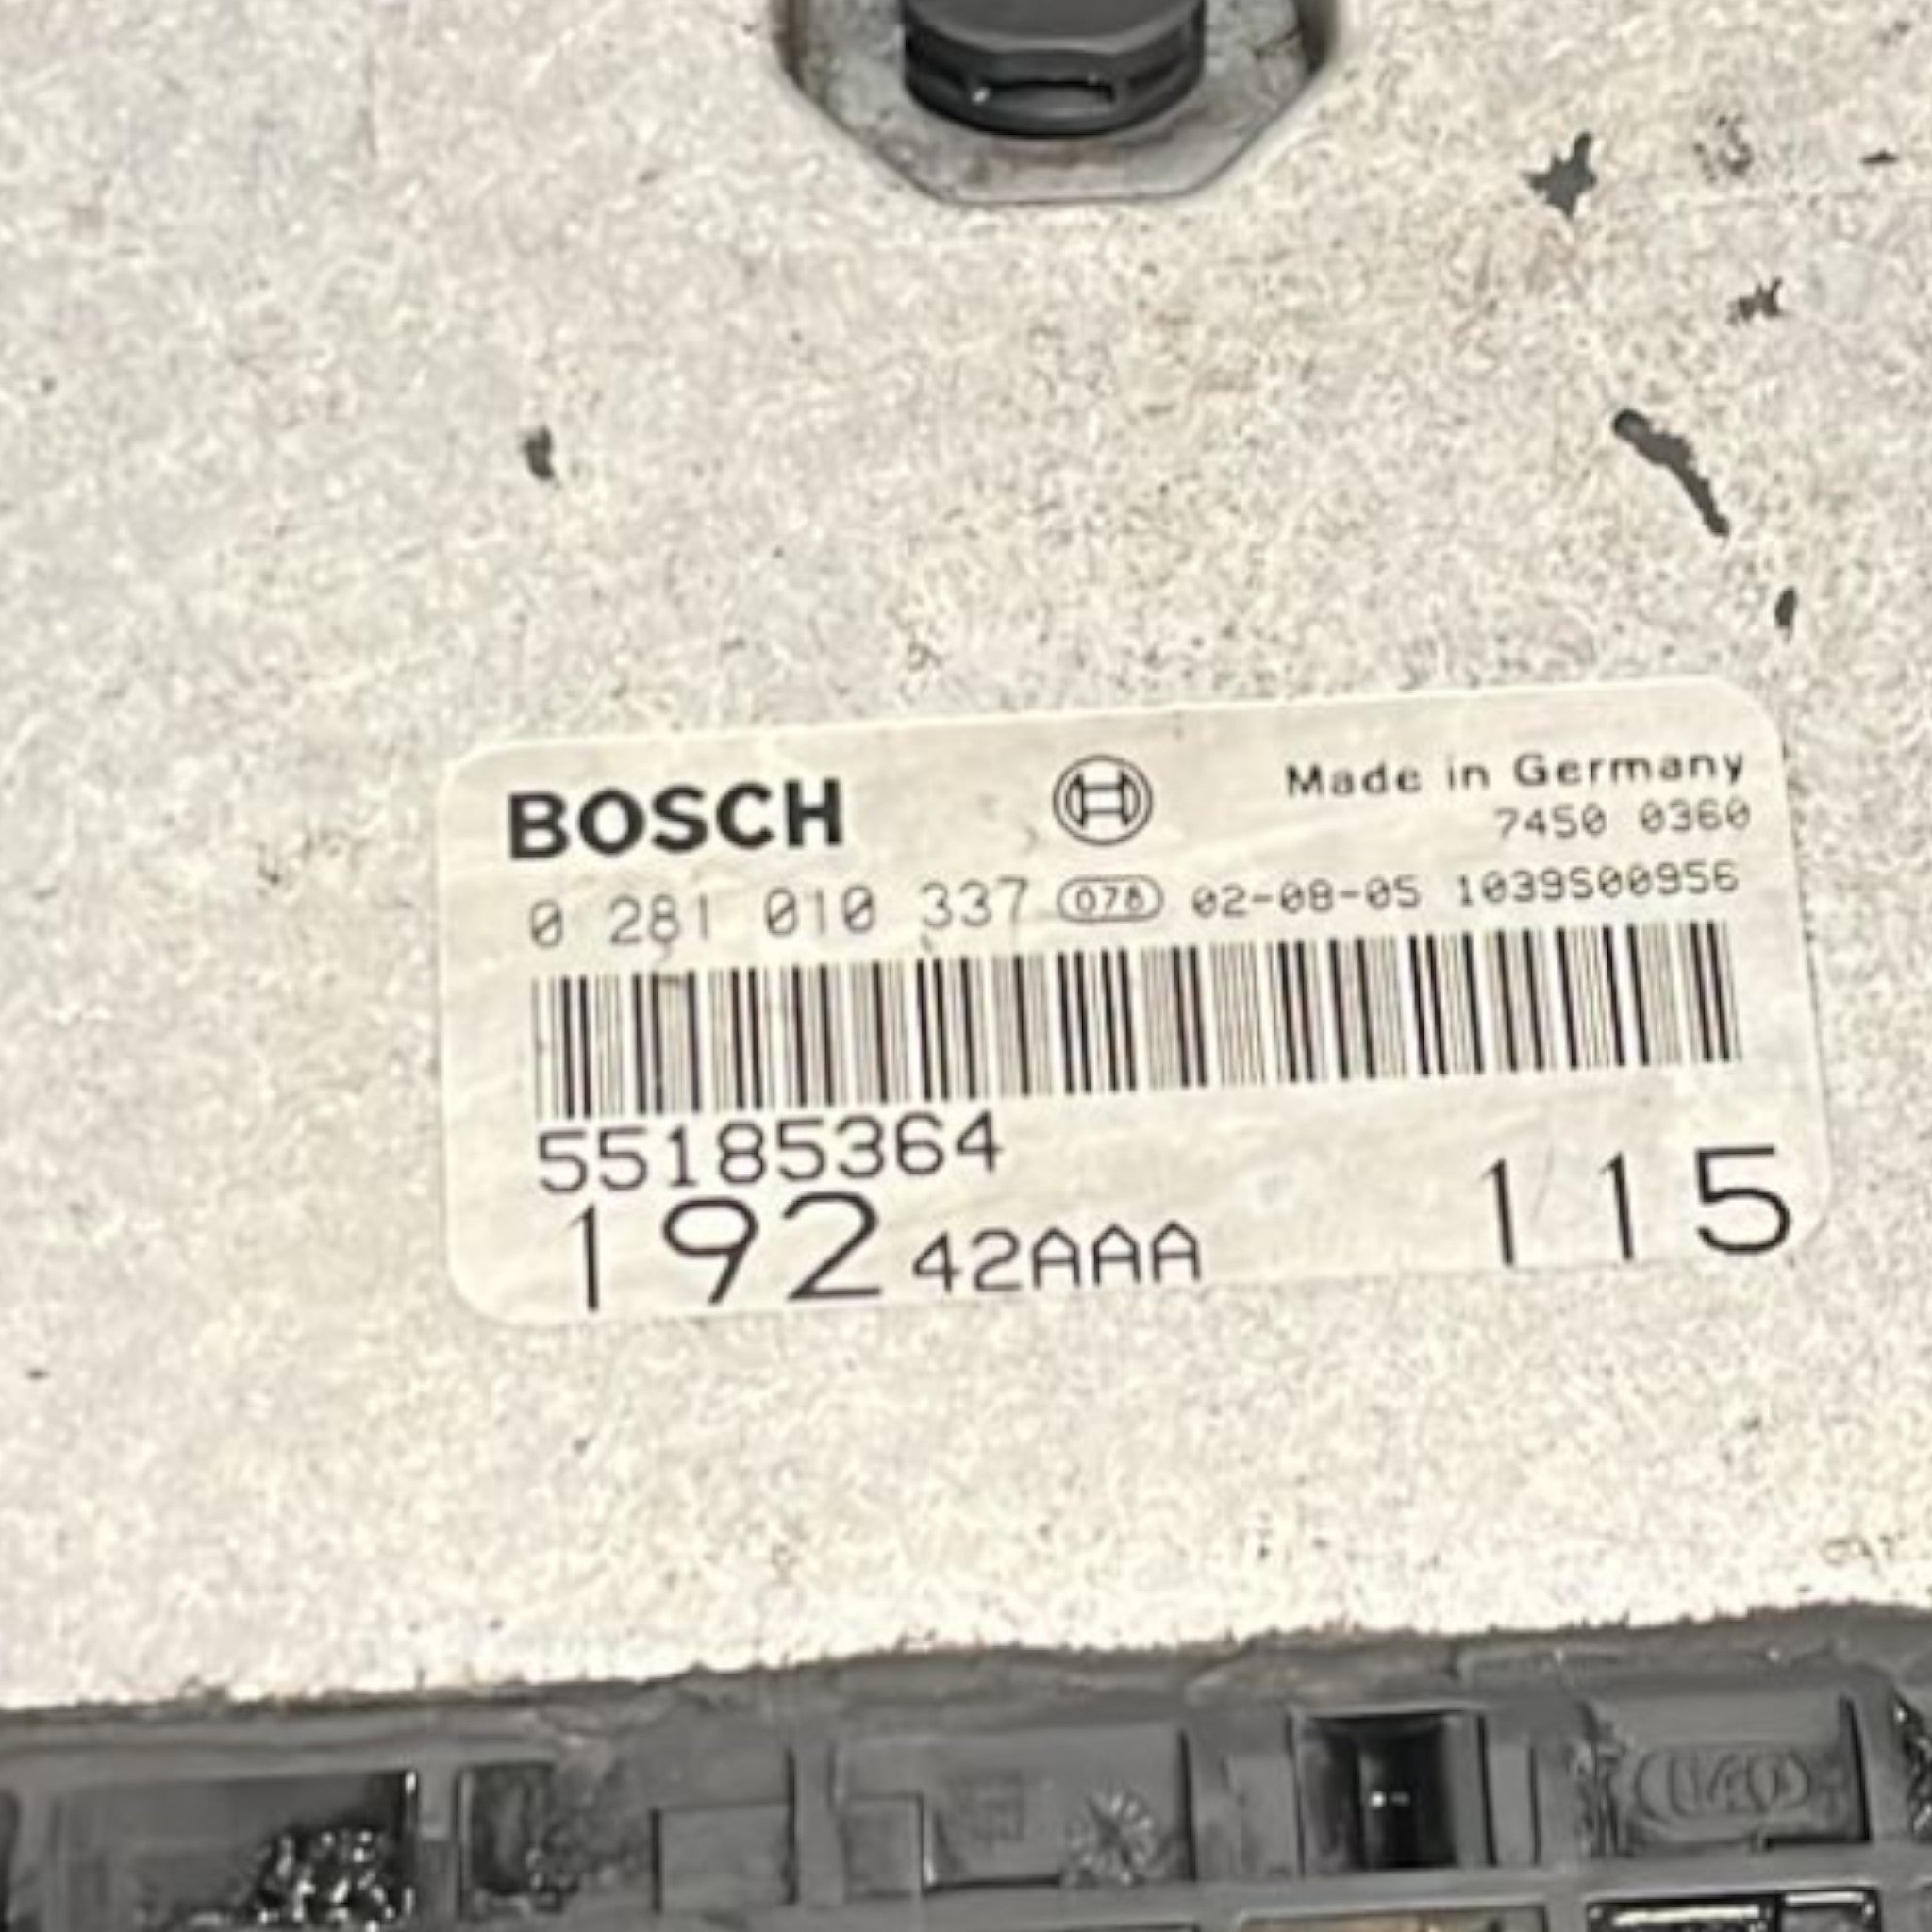 BOSCH
Made in Germany
7450 0360
0 281 010 337 078 02-08-05 1039S00956
55185364
192 42AAA 115